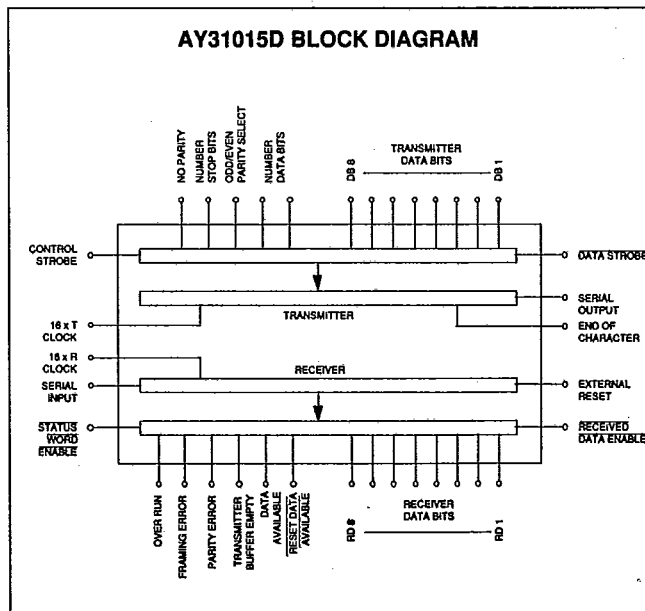 AY31015D BLOCK DIAGRAM
NO PARITY
NUMBER
STOP BITS
ODD/EVEN
PARITY SELECT
NUMBER
DATA BITS
DB 8
TRANSMITTER
DATA BITS
DB 1
CONTROL
STROBE
DATA STROBE
SERIAL
OUTPUT
TRANSMITTER
16 x T
CLOCK
END OF
CHARACTER
16 x R
CLOCK
RECEIVER
SERIAL
INPUT
EXTERNAL
RESET
STATUS
WORD
ENABLE
RECEIVED
DATA ENABLE
OVER RUN
FRAMING ERROR
PARITY ERROR
TRANSMITTER
BUFFER EMPTY
DATA
AVAILABLE
RESET DATA
AVAILABLE
RD 8
RECEIVER
DATA BITS
RD 1